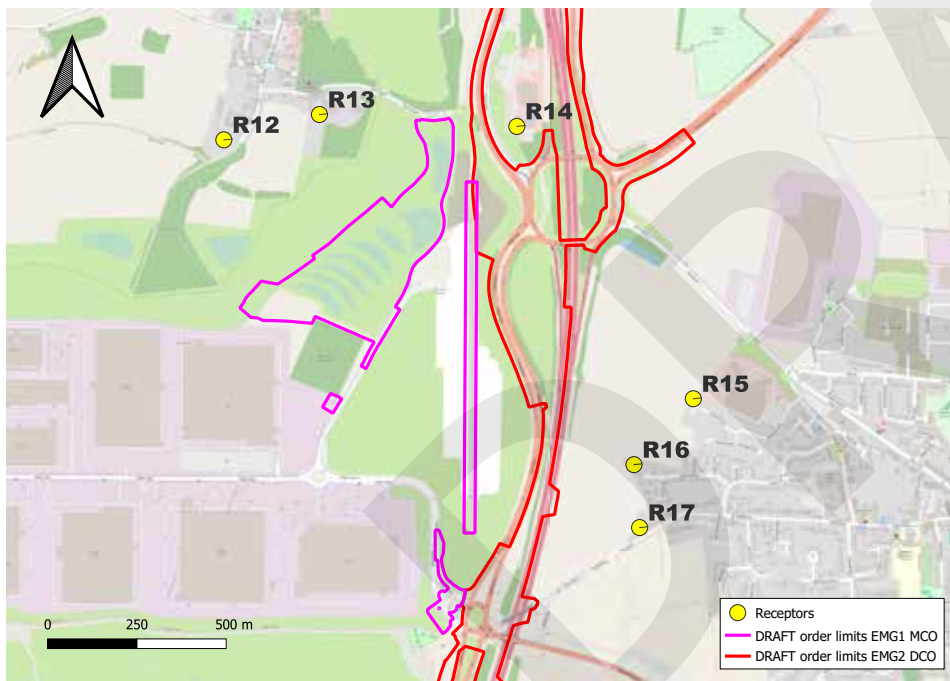 R12
R13
R14
R15
R16
R17
0 250 500 m
Receptors
DRAFT order limits EMG1 MCO
DRAFT order limits EMG2 DCO